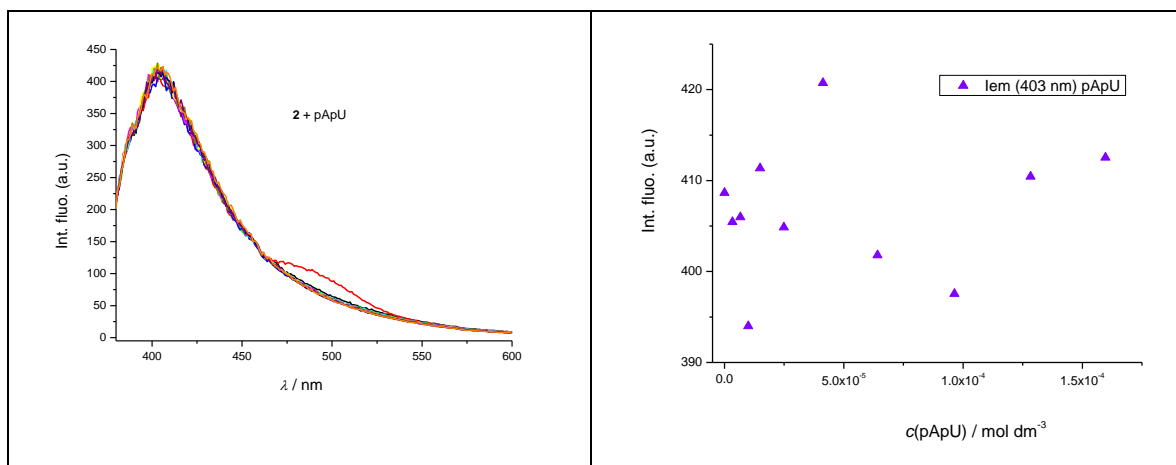 450
400
350
300
250
200
150
100
50
0
Int. fluo. (a.u.)
2 + pApU
400
450
500
550
600
λ / nm
420
410
400
390
Int. fluo. (a.u.)
Iem (403 nm) pApU
0.0
5.0x10⁻⁵
1.0x10⁻⁴
1.5x10⁻⁴
c(pApU) / mol dm⁻³